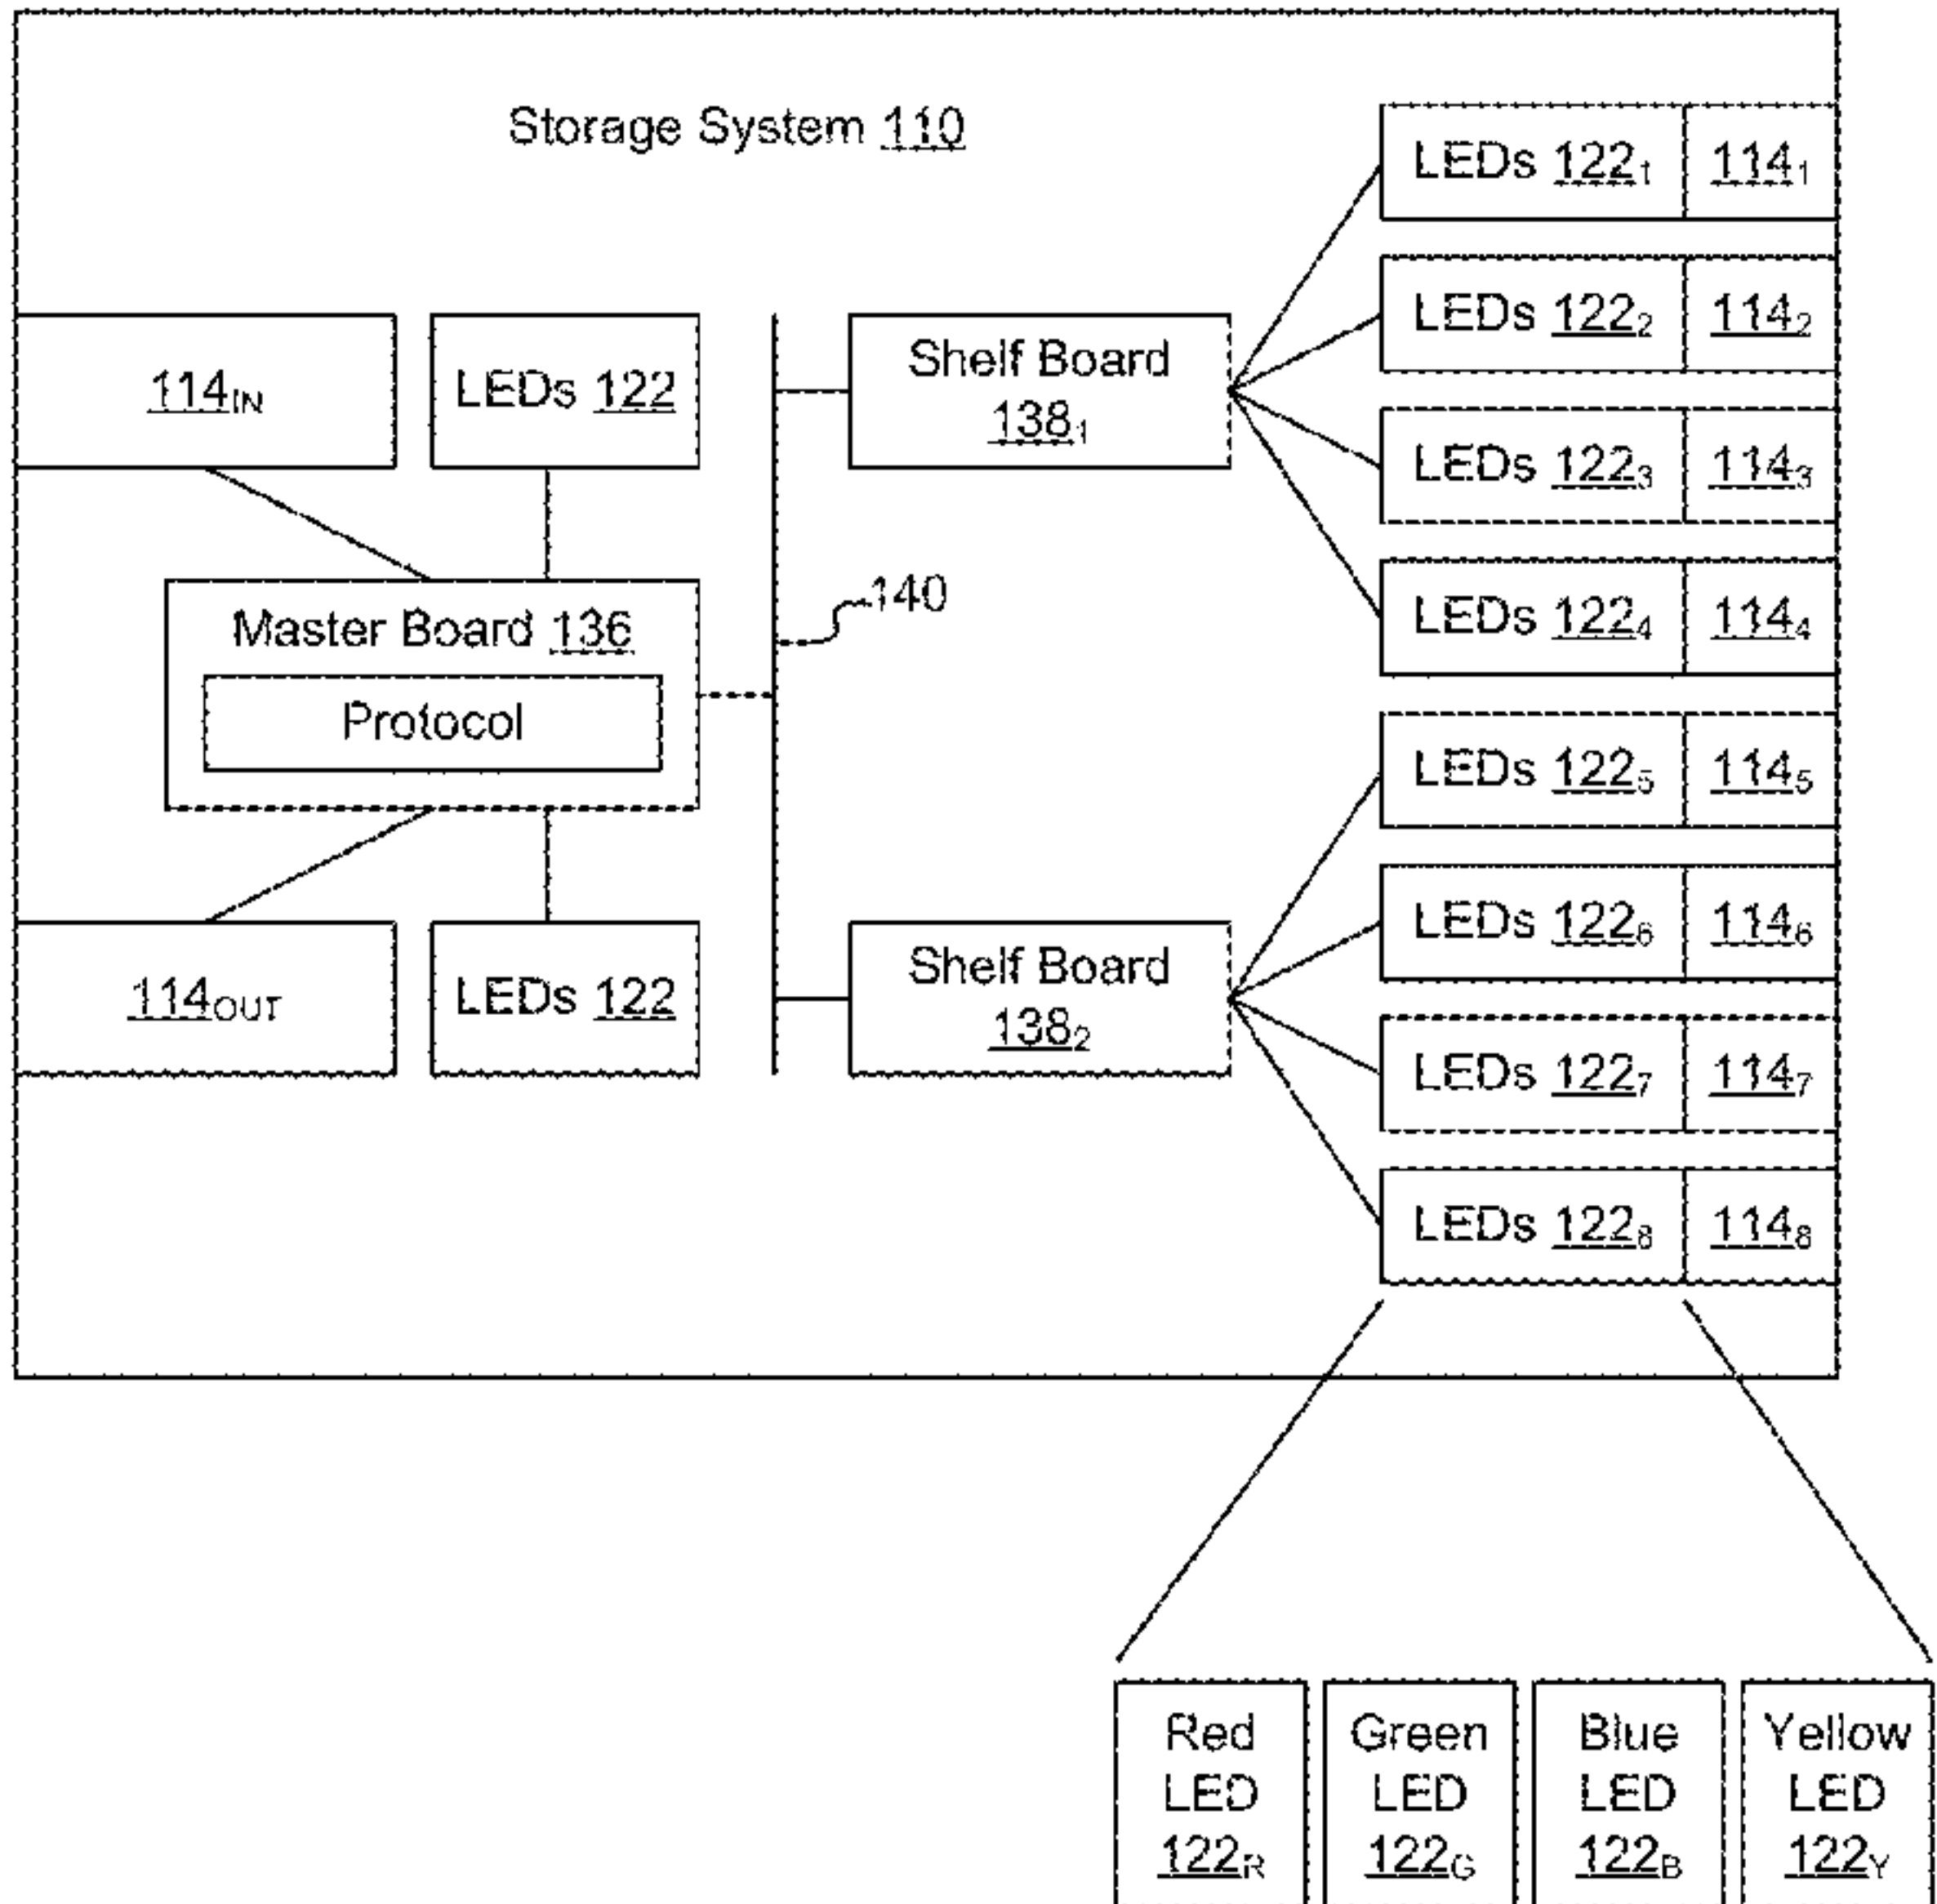 Storage System 110
LEDs 122₁ 114₁
LEDs 122₂ 114₂
LEDs 122₃ 114₃
LEDs 122₄ 114₄
LEDs 122₅ 114₅
LEDs 122₆ 114₆
LEDs 122₇ 114₇
LEDs 122₈ 114₈
114IN
LEDs 122
Shelf Board
138₁
Master Board 136
Protocol
140
114OUT
LEDs 122
Shelf Board
138₂
Red
LED
122R
Green
LED
122G
Blue
LED
122B
Yellow
LED
122Y